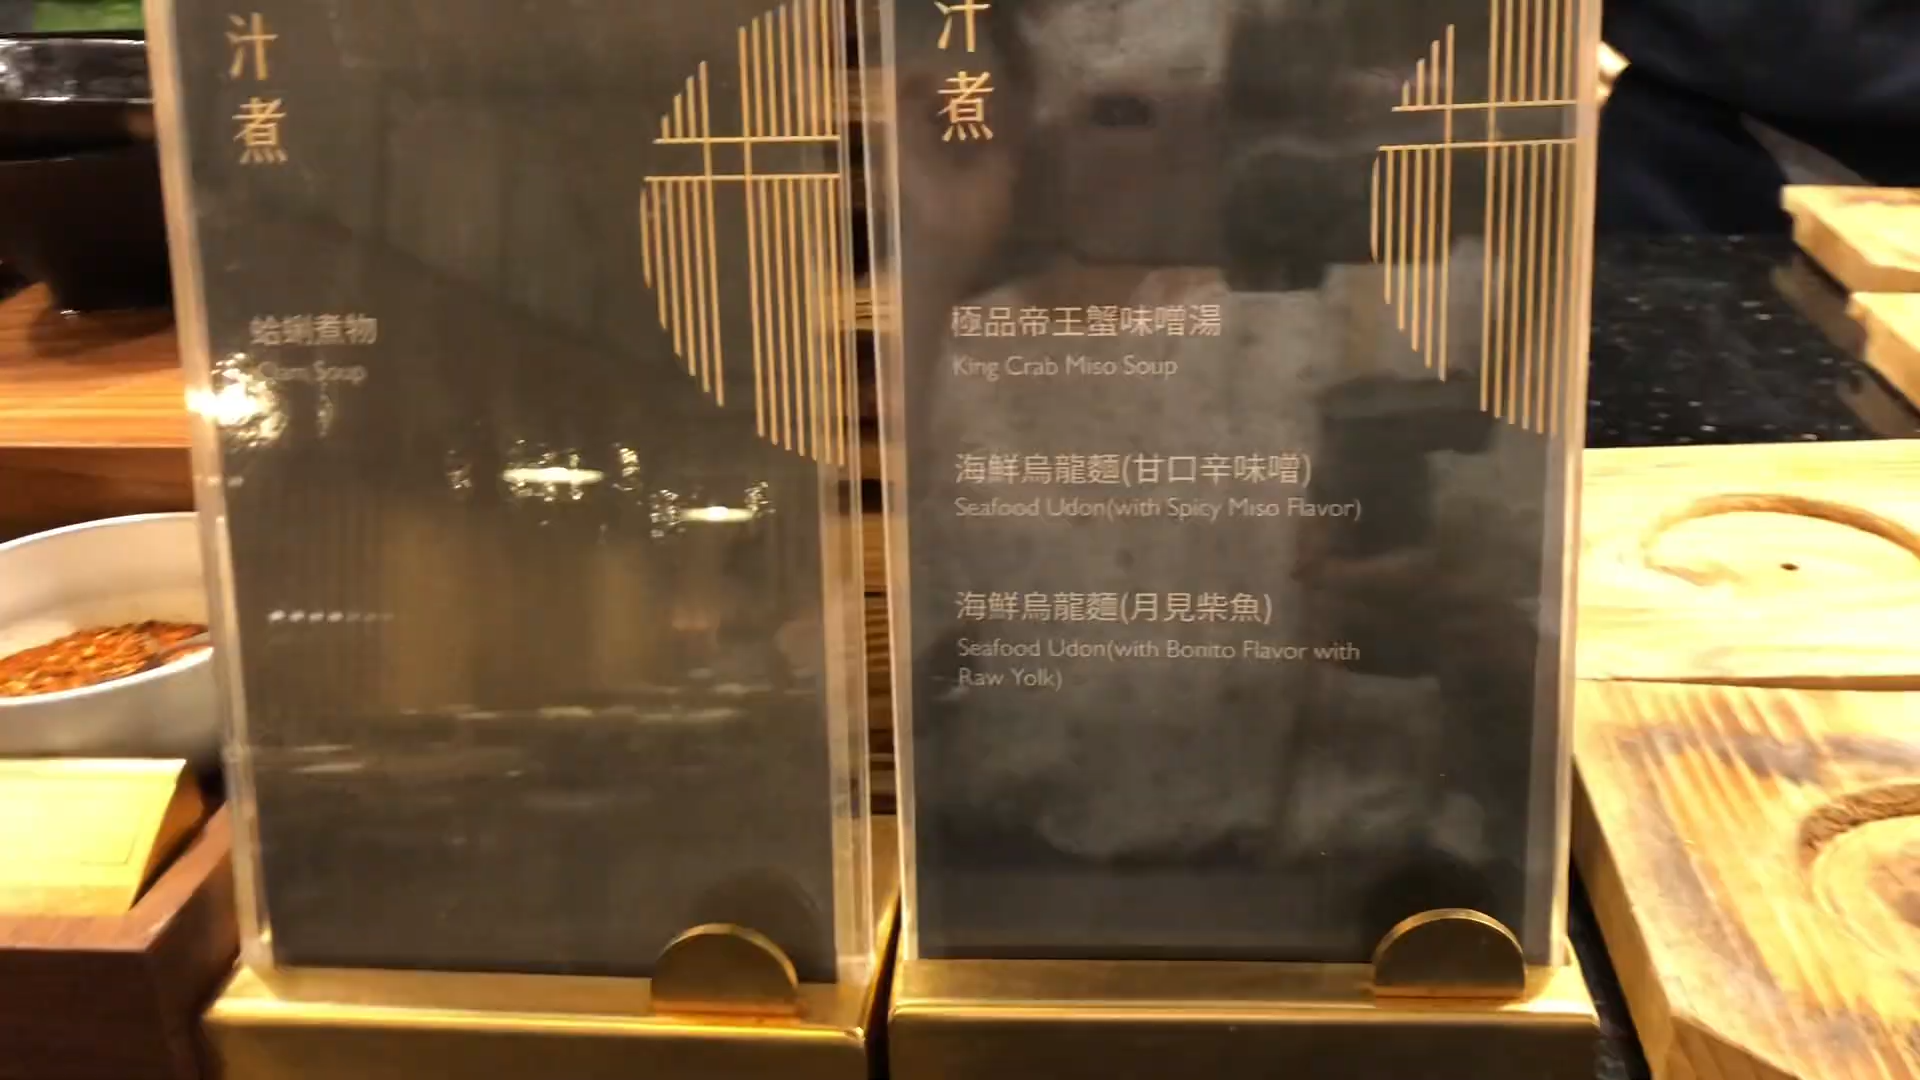 汁煮
蛤蜊煮物
Clam Soup
汁煮
極品帝王蟹味噌湯
King Crab Miso Soup
海鮮烏龍麵(甘口辛味噌)
Seafood Udon(with Spicy Miso Flavor)
海鮮烏龍麵(月見柴魚)
Seafood Udon(with Bonito Flavor with
Raw Yolk)